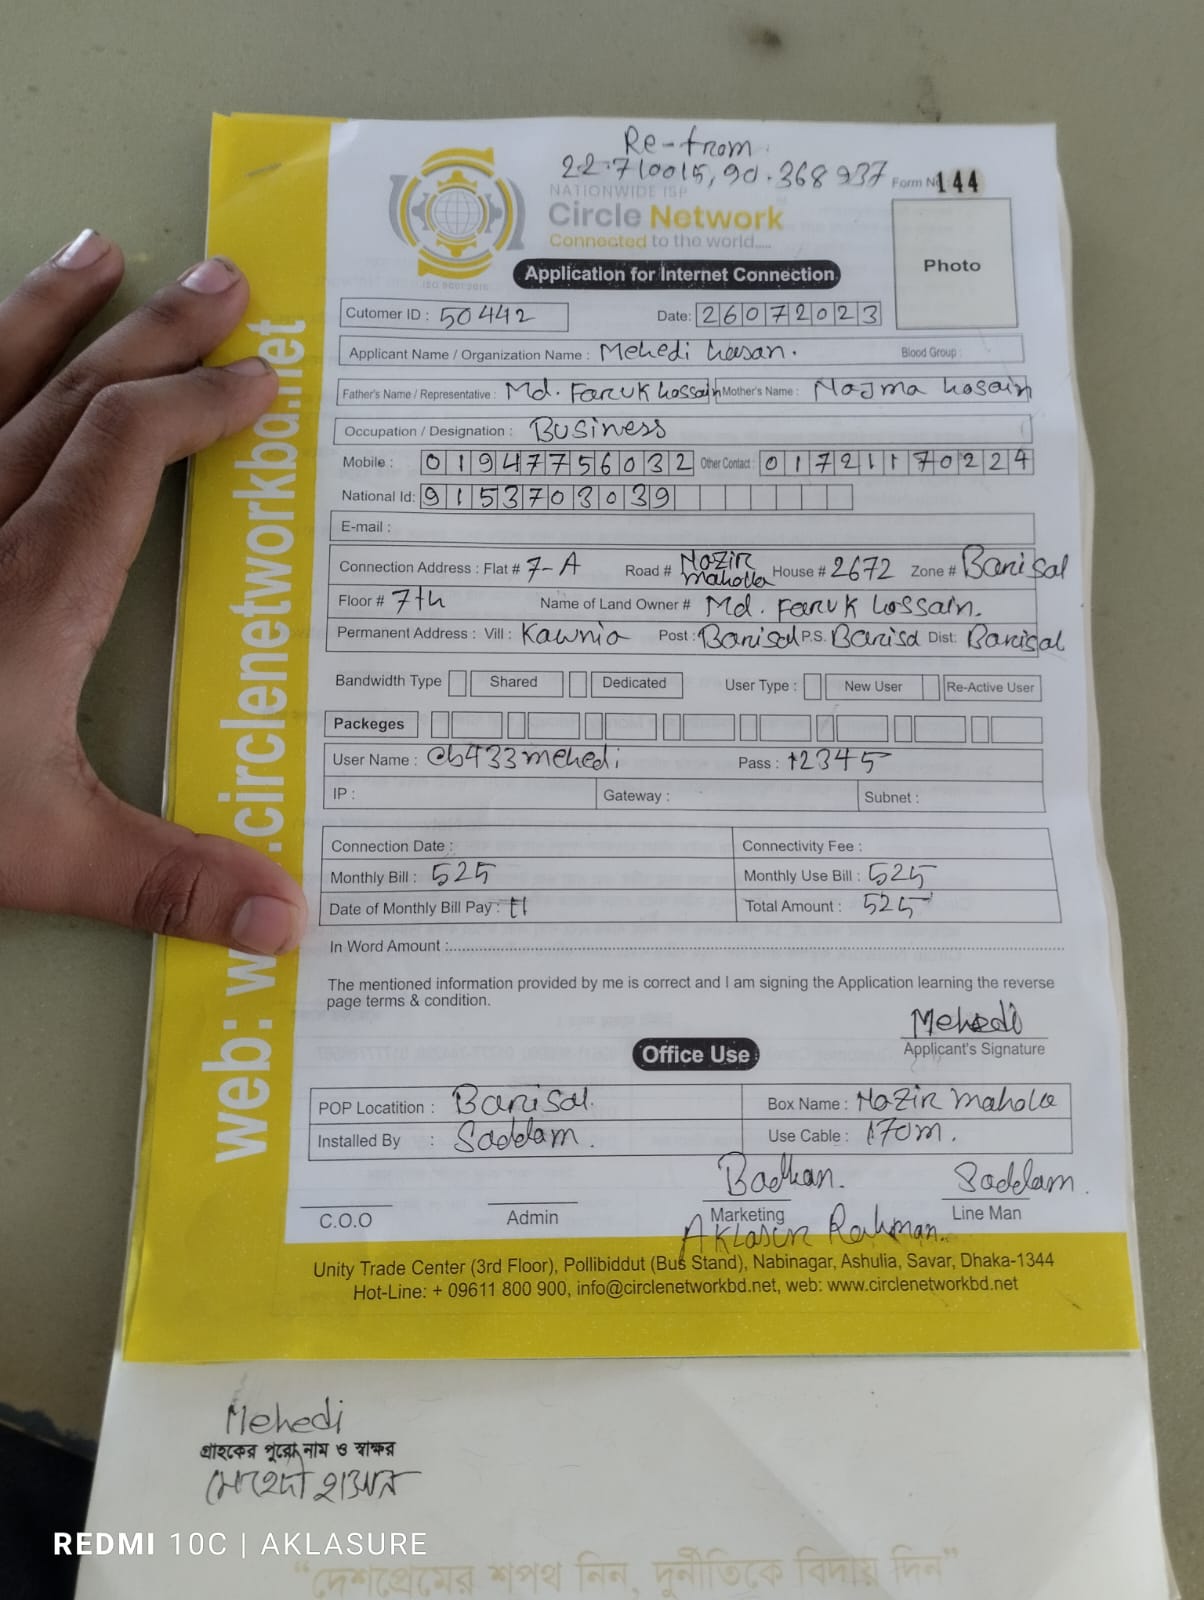 Re-from
22.710015, 90.368937
Form No 144
NATIONWIDE ISP
Circle Network
Connected to the world.....
ISO 9001:2015
Application for Internet Connection
Photo
Cutomer ID : 50442 Date: 26072023
Applicant Name / Organization Name : Mehedi hasan. Blood Group :
Father's Name / Representative : Md. Faruk hossain Mother's Name : Najma hosain
Occupation / Designation : Business
Mobile : 01947756032 Other Contact : 01721170224
National Id: 9153703039
E-mail :
Connection Address : Flat # 7-A Road # Nazir maholla House # 2672 Zone # Barisal
Floor # 7th Name of Land Owner # Md. Faruk hossain.
Permanent Address : Vill : Kawnia Post : Barisal P.S. Barisal Dist: Barisal
Bandwidth Type Shared Dedicated User Type : New User Re-Active User
Packeges
User Name : cb433mehedi Pass : 12345
IP : Gateway : Subnet :
Connection Date : Connectivity Fee :
Monthly Bill : 525 Monthly Use Bill : 525
Date of Monthly Bill Pay : Total Amount : 525
In Word Amount :
The mentioned information provided by me is correct and I am signing the Application learning the reverse
page terms & condition.
Mehedi
Applicant's Signature
Office Use
POP Locatition : Barisal. Box Name : Nazir mahola
Installed By : Saddam. Use Cable : 170m.
Badhan. Saddam.
C.O.O Admin Marketing Line Man
Aklasur Rahman.
Unity Trade Center (3rd Floor), Pollibiddut (Bus Stand), Nabinagar, Ashulia, Savar, Dhaka-1344
Hot-Line: + 09611 800 900, info@circlenetworkbd.net, web: www.circlenetworkbd.net
web: w .circlenetworkbd.net
Mehedi
গ্রাহকের পুরো নাম ও স্বাক্ষর
মেহেদী হাসান
REDMI 10C | AKLASURE
“দেশপ্রেমের শপথ নিন, দুর্নীতিকে বিদায় দিন”